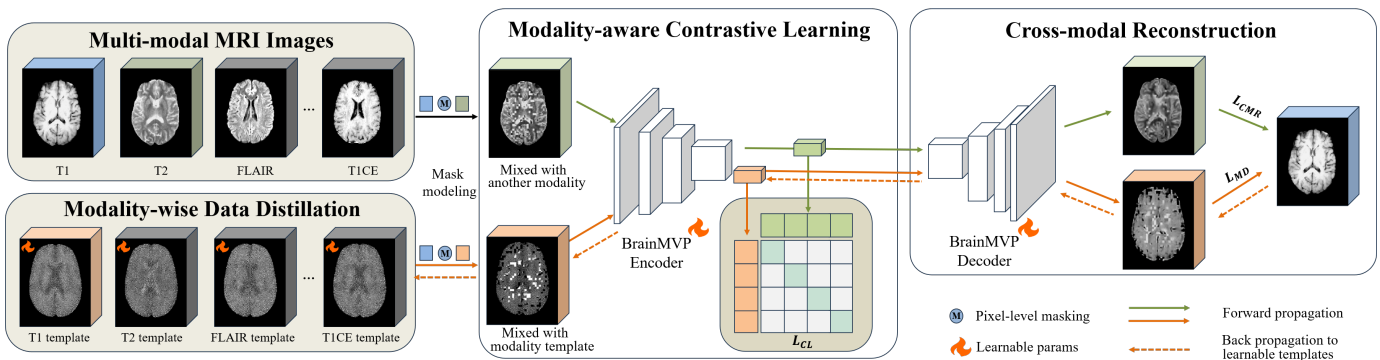 Multi-modal MRI Images
T1
T2
FLAIR
...
T1CE
Modality-wise Data Distillation
T1 template
T2 template
FLAIR template
...
T1CE template
M
Mask
modeling
M
Modality-aware Contrastive Learning
Mixed with
another modality
Mixed with
modality template
BrainMVP
Encoder
L_CL
Cross-modal Reconstruction
BrainMVP
Decoder
L_CMR
L_MD
M Pixel-level masking
Learnable params
Forward propagation
Back propagation to
learnable templates